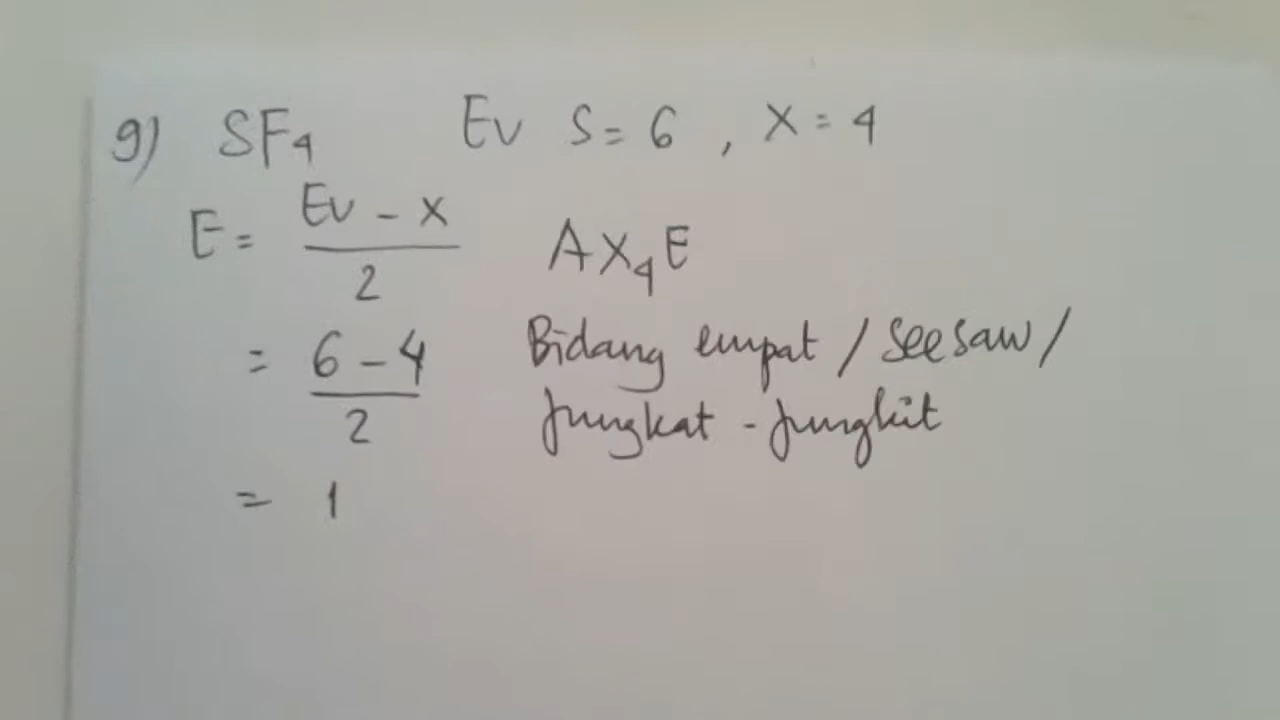 9) SF₄ Ev S = 6 , X = 4
E = (Ev - X)/2
AX₄E
= (6 - 4)/2
Bidang empat / Seesaw /
Jungkat - Jungkit
= 1